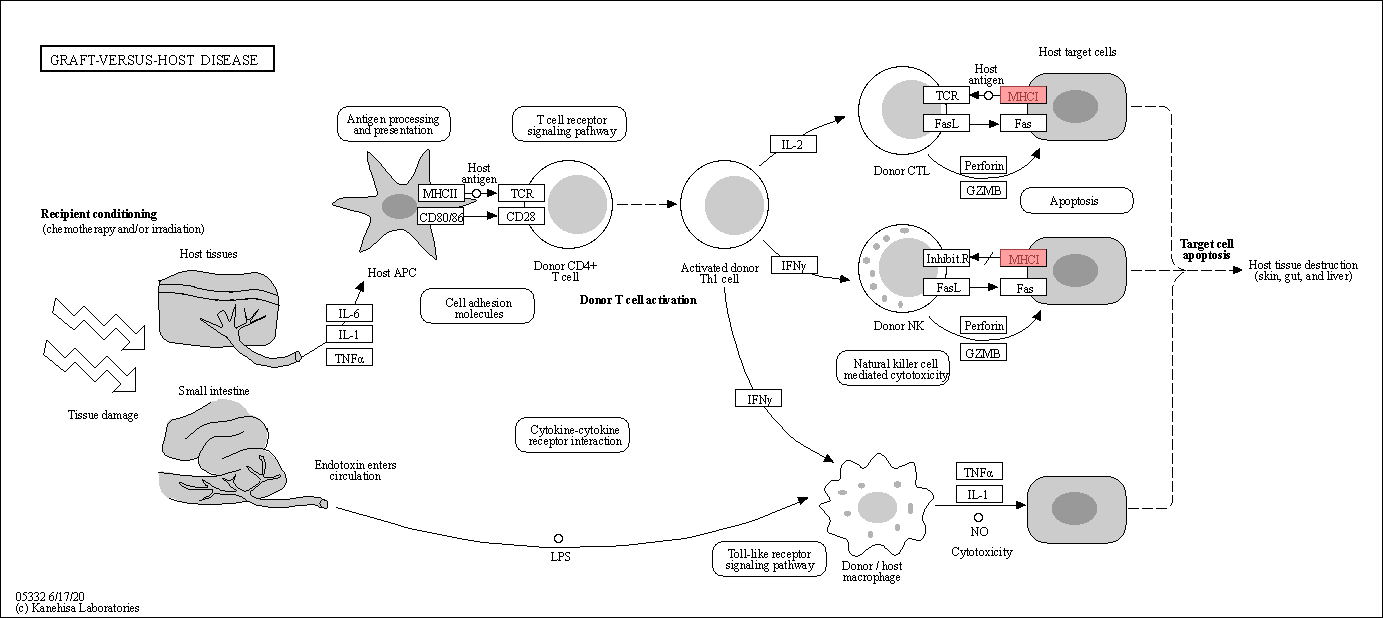 GRAFT-VERSUS-HOST DISEASE
Host target cells
Host
antigen
TCR
MHCI
FasL
Fas
Donor CTL
Perforin
GZMB
Apoptosis
Antigen processing
and presentation
T cell receptor
signaling pathway
IL-2
Host
antigen
MHCII
TCR
CD80/86
CD28
Recipient conditioning
(chemotherapy and/or irradiation)
Host tissues
Host APC
Donor CD4+
T cell
Activated donor
Th1 cell
IFNγ
Inhibit.R
MHCI
FasL
Fas
Donor NK
Perforin
GZMB
Target cell
apoptosis
Host tissue destruction
(skin, gut, and liver)
Cell adhesion
molecules
Donor T cell activation
IL-6
IL-1
TNFα
Natural killer cell
mediated cytotoxicity
Small intestine
Tissue damage
IFNγ
Cytokine-cytokine
receptor interaction
Endotoxin enters
circulation
TNFα
IL-1
NO
Cytotoxicity
LPS
Toll-like receptor
signaling pathway
Donor / host
macrophage
05332 6/17/20
(c) Kanehisa Laboratories